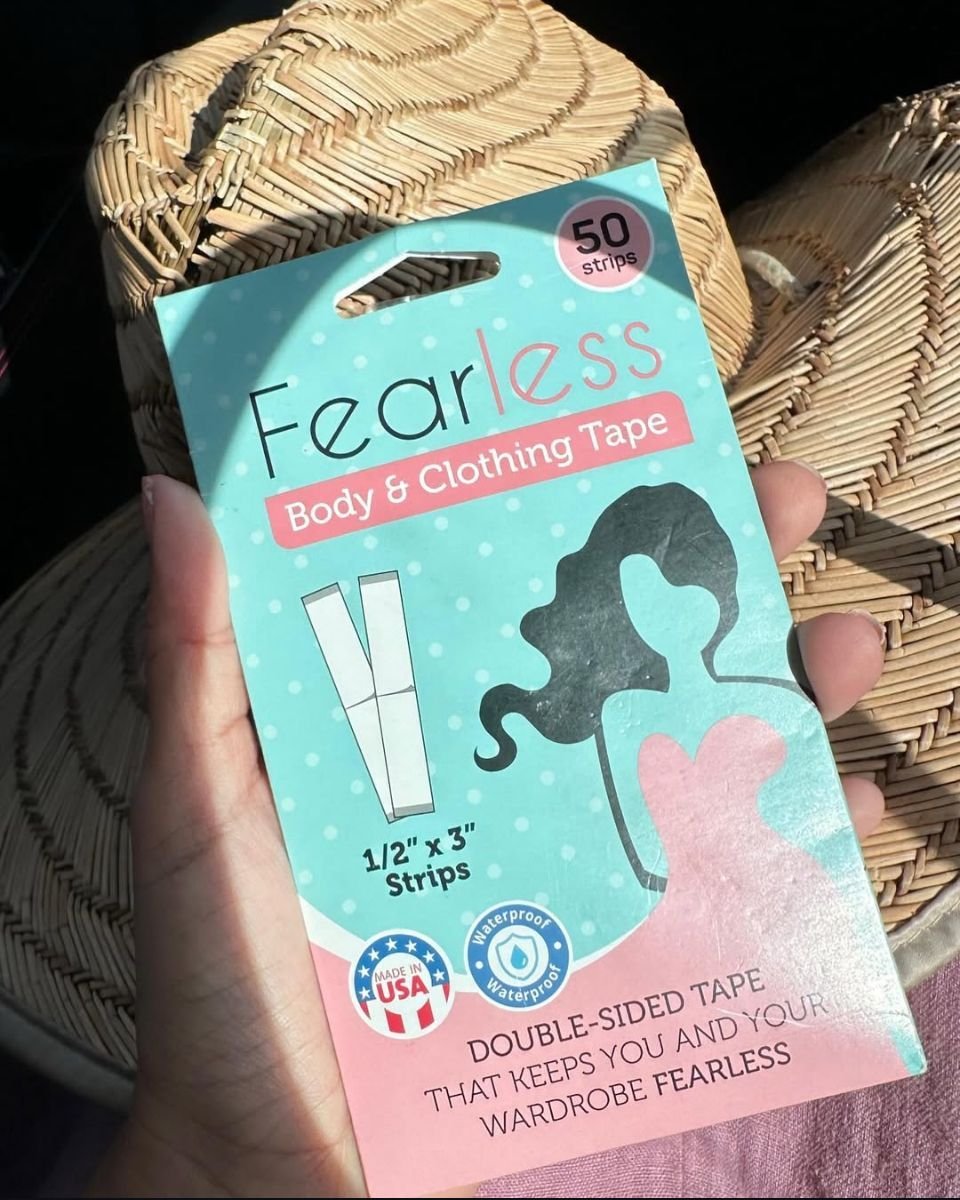 50
strips
Fearless
Body & Clothing Tape
1/2" x 3"
Strips
MADE IN
USA
Waterproof
Waterproof
DOUBLE-SIDED TAPE
THAT KEEPS YOU AND YOUR
WARDROBE FEARLESS